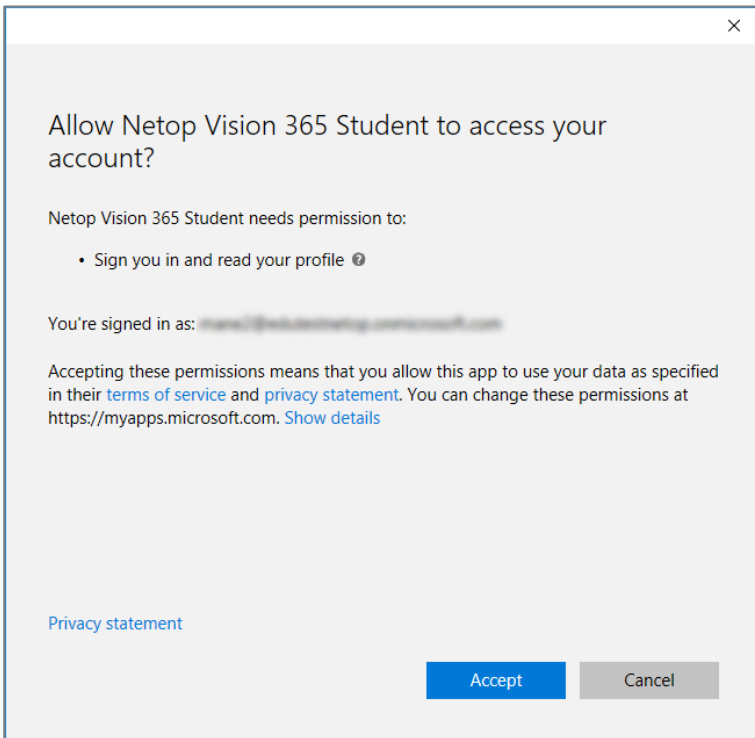 Allow Netop Vision 365 Student to access your
account?
Netop Vision 365 Student needs permission to:
• Sign you in and read your profile
You're signed in as:
Accepting these permissions means that you allow this app to use your data as specified
in their terms of service and privacy statement. You can change these permissions at
https://myapps.microsoft.com. Show details
Privacy statement
Accept Cancel